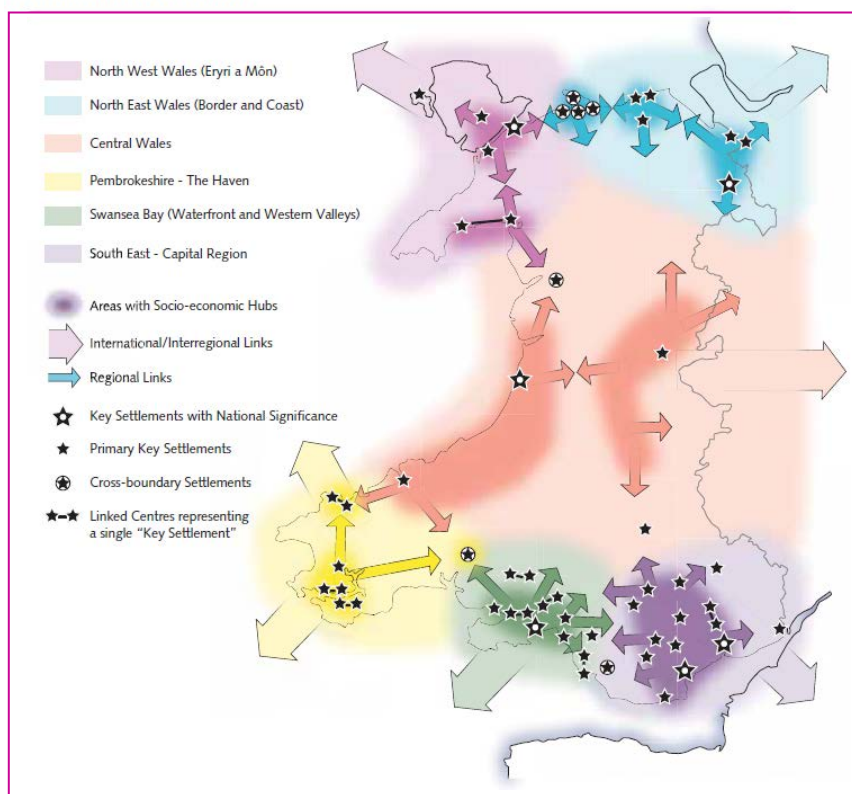 North West Wales (Eryri a Môn)
North East Wales (Border and Coast)
Central Wales
Pembrokeshire - The Haven
Swansea Bay (Waterfront and Western Valleys)
South East - Capital Region
Areas with Socio-economic Hubs
International/Interregional Links
Regional Links
Key Settlements with National Significance
Primary Key Settlements
Cross-boundary Settlements
Linked Centres representing
a single “Key Settlement”